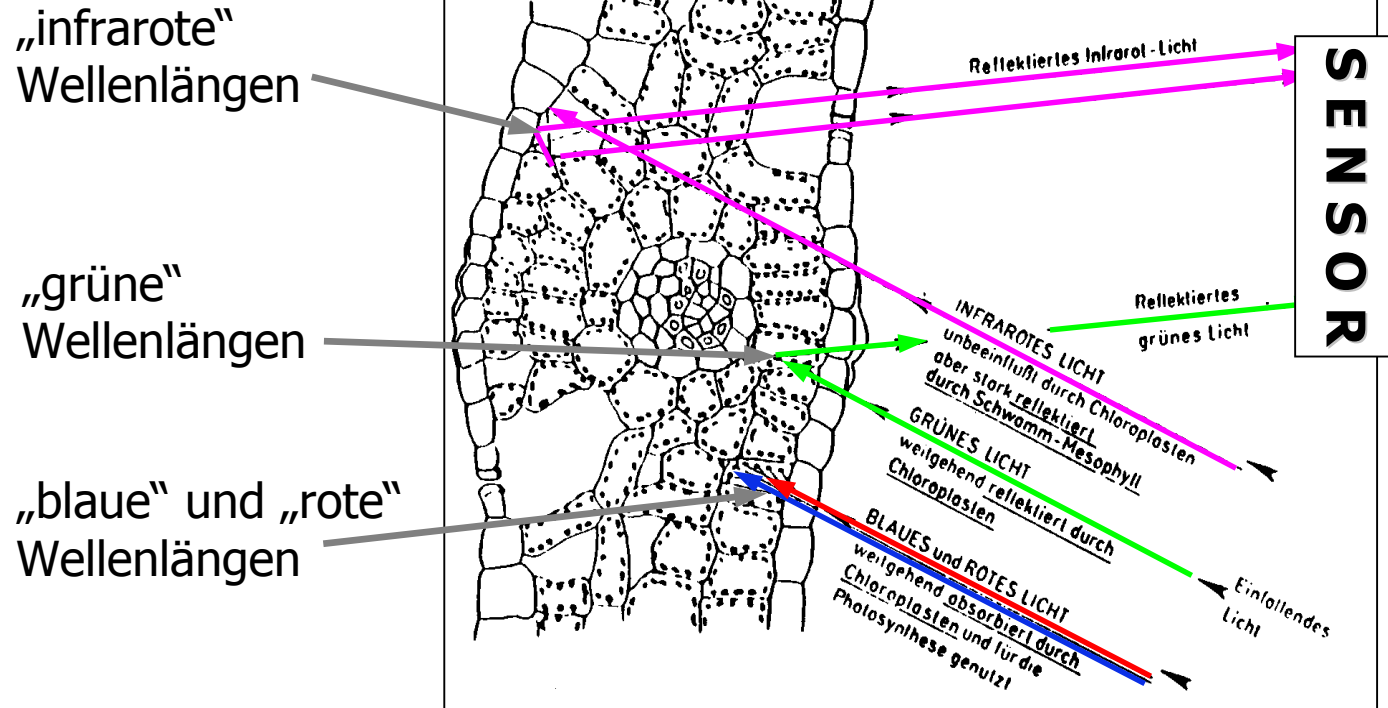 „infrarote“
Wellenlängen
„grüne“
Wellenlängen
„blaue“ und „rote“
Wellenlängen
Reflektiertes Infrarot-Licht
SENSOR
Reflektiertes
grünes Licht
INFRAROTES LICHT
unbeeinflußt durch Chloroplasten
aber stark reflektiert
durch Schwamm-Mesophyll
GRÜNES LICHT
weitgehend reflektiert durch
Chloroplasten
BLAUES und ROTES LICHT
weitgehend absorbiert durch
Chloroplasten und für die
Photosynthese genutzt
Einfallendes
Licht